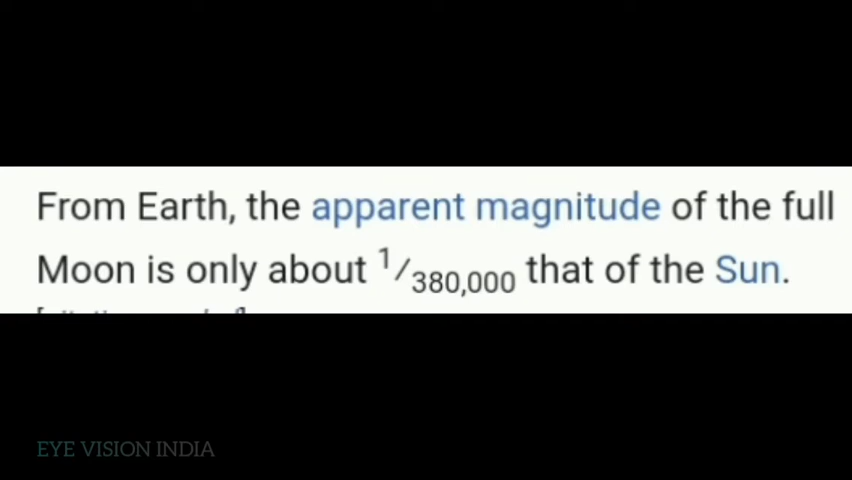 From Earth, the apparent magnitude of the full
Moon is only about 1/380,000 that of the Sun.
EYE VISION INDIA